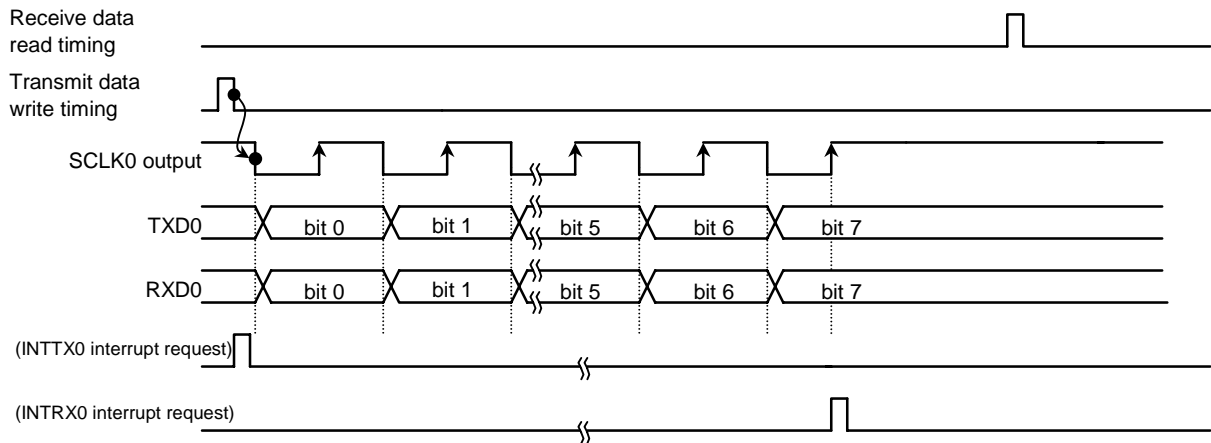 Receive data
read timing
Transmit data
write timing
SCLK0 output
TXD0
bit 0
bit 1
bit 5
bit 6
bit 7
RXD0
bit 0
bit 1
bit 5
bit 6
bit 7
(INTTX0 interrupt request)
(INTRX0 interrupt request)